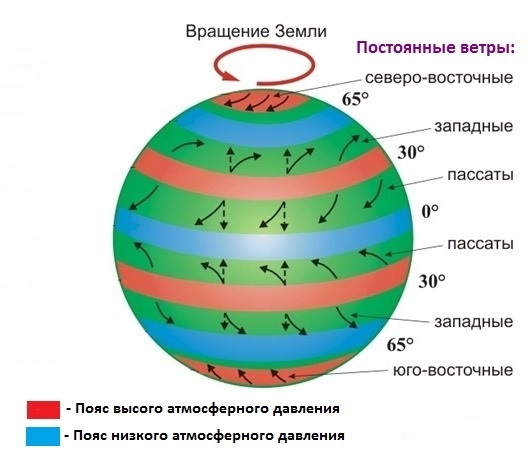 Вращение Земли
Постоянные ветры:
северо-восточные
65°
западные
30°
пассаты
0°
пассаты
30°
западные
65°
юго-восточные
- Пояс высого атмосферного давления
- Пояс низкого атмосферного давления